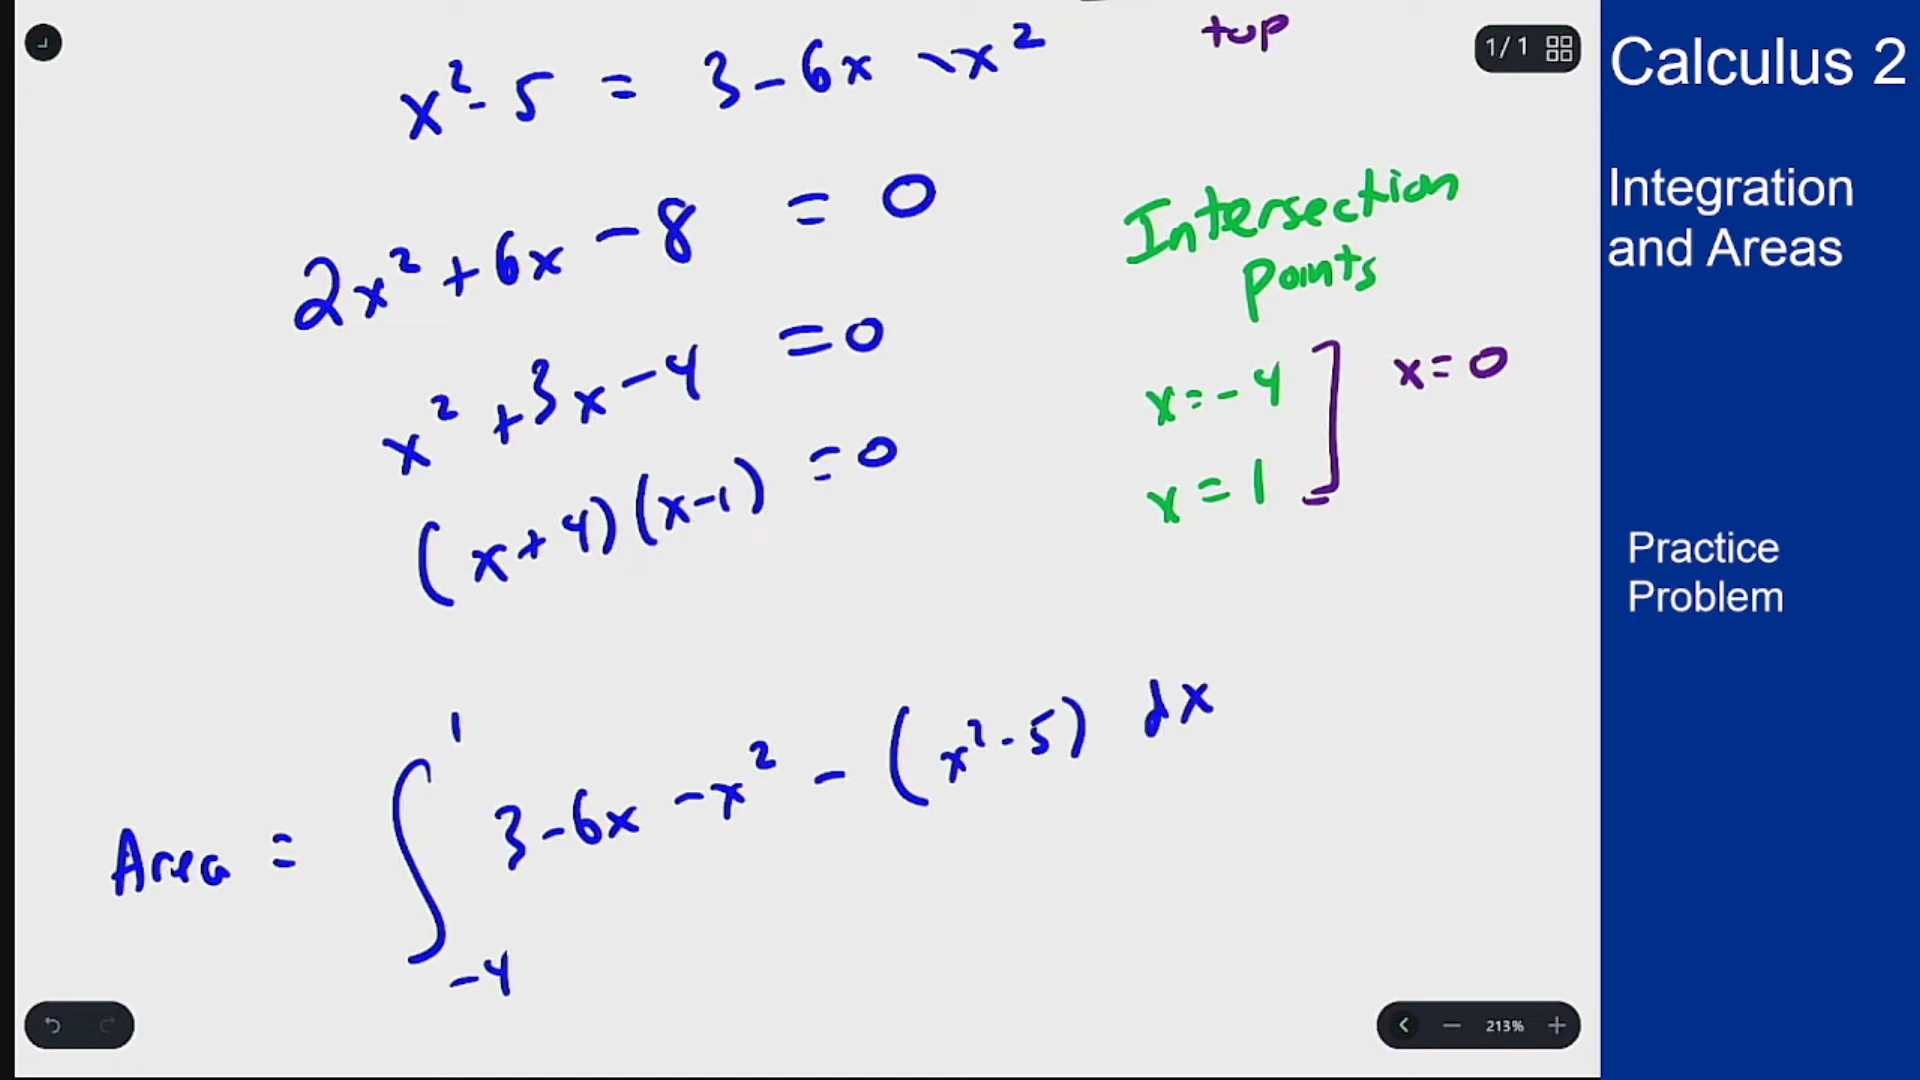 top
x² - 5 = 3 - 6x - x²
2x² + 6x - 8 = 0
x² + 3x - 4 = 0
(x + 4)(x - 1) = 0
Intersection
points
x = -4
x = 1
x = 0
Area = ∫₋₄¹ 3 - 6x - x² - (x² - 5) dx
1/1
213%
Calculus 2
Integration
and Areas
Practice
Problem